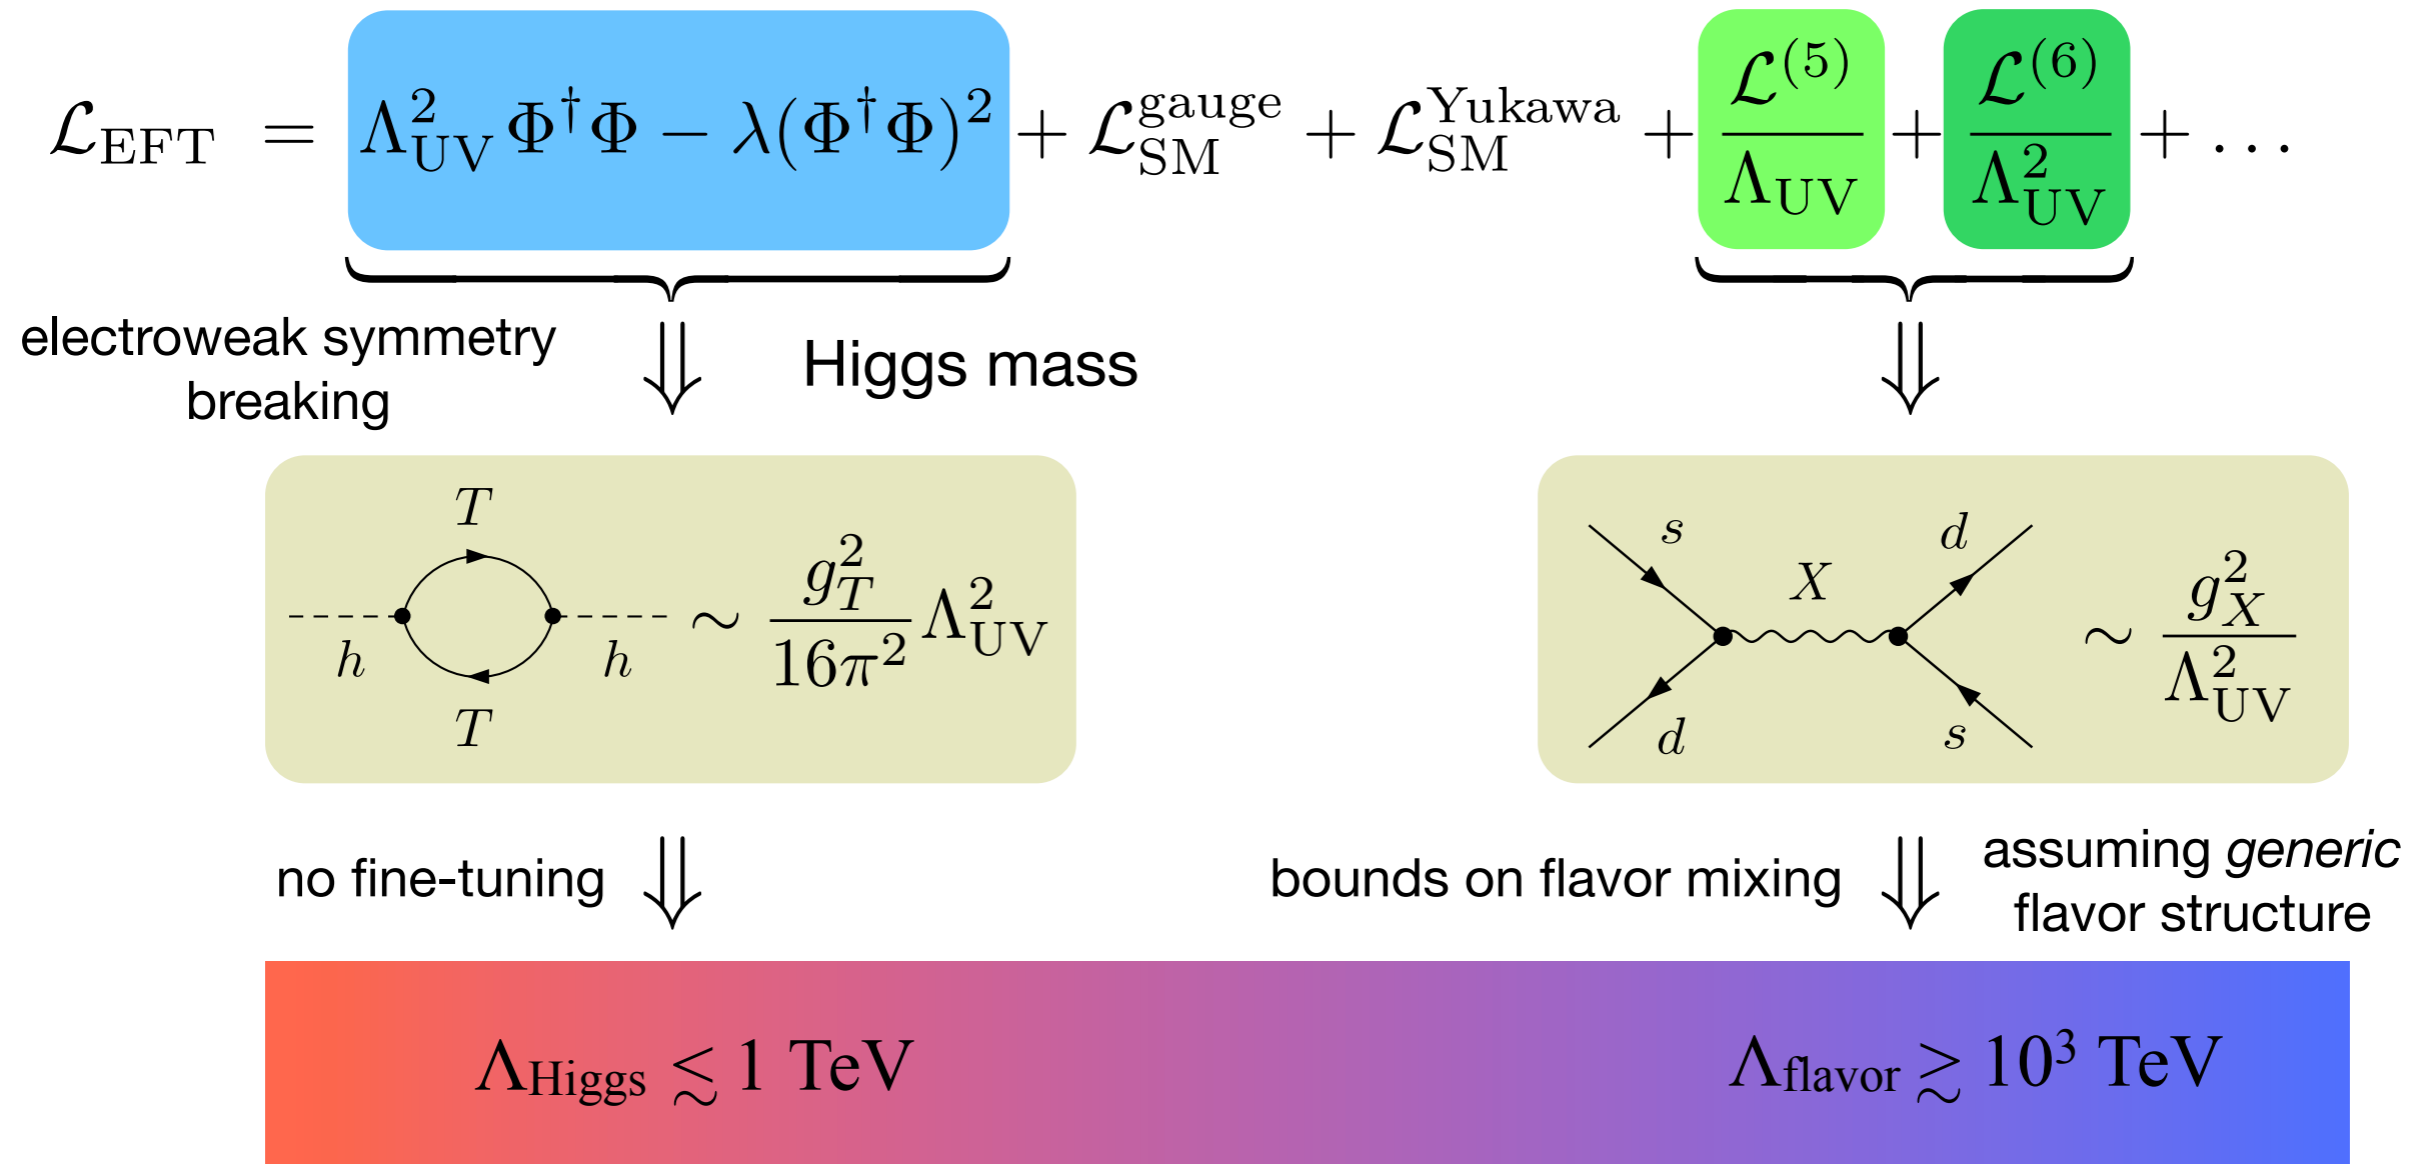 ℒ_EFT = Λ²_UV Φ†Φ − λ(Φ†Φ)² + ℒ^gauge_SM + ℒ^Yukawa_SM + ℒ^(5)/Λ_UV + ℒ^(6)/Λ²_UV + …
electroweak symmetry
breaking
Higgs mass
T
h
h
T
∼ g²_T/16π² Λ²_UV
s
d
X
d
s
∼ g²_X/Λ²_UV
no fine-tuning
bounds on flavor mixing
assuming generic
flavor structure
Λ_Higgs ≲ 1 TeV
Λ_flavor ≳ 10³ TeV